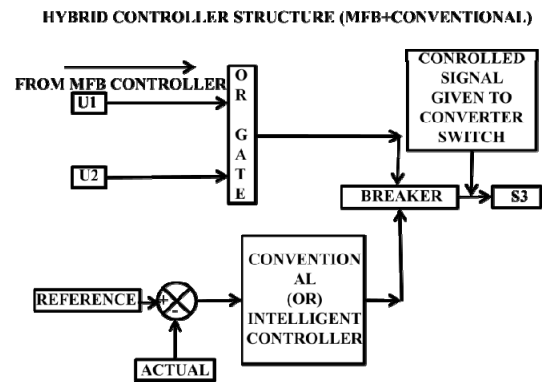 HYBRID CONTROLLER STRUCTURE (MFB+CONVENTIONAL)
FROM MFB CONTROLLER
U1
U2
O
R
G
A
T
E
CONROLLED
SIGNAL
GIVEN TO
CONVERTER
SWITCH
BREAKER
S3
CONVENTION
AL
(OR)
INTELLIGENT
CONTROLLER
REFERENCE
+
-
ACTUAL